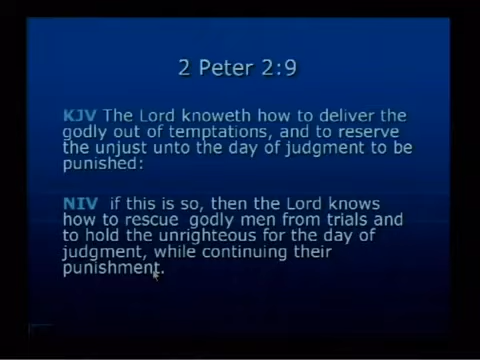 2 Peter 2:9
KJV The Lord knoweth how to deliver the
godly out of temptations, and to reserve
the unjust unto the day of judgment to be
punished:
NIV if this is so, then the Lord knows
how to rescue godly men from trials and
to hold the unrighteous for the day of
judgment, while continuing their
punishment.